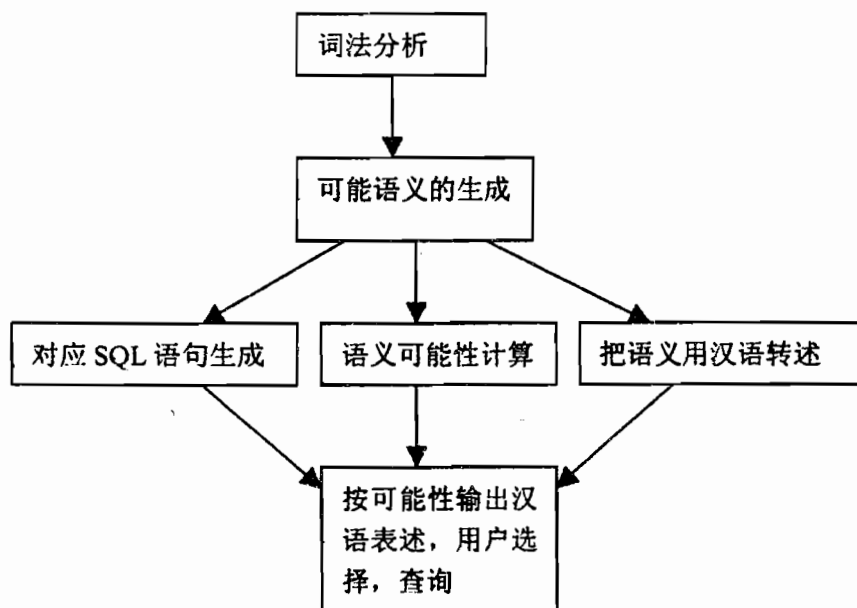 词法分析
可能语义的生成
对应 SQL 语句生成
语义可能性计算
把语义用汉语转述
按可能性输出汉
语表述，用户选
择，查询